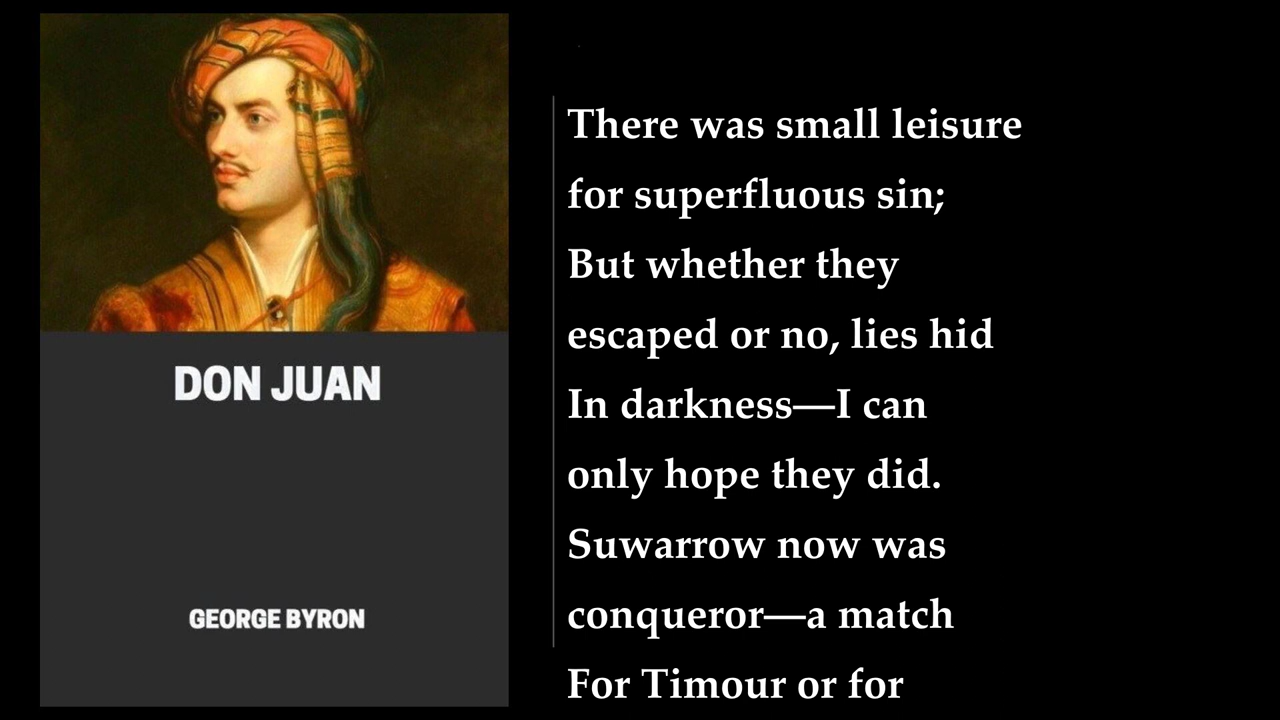 DON JUAN
GEORGE BYRON
There was small leisure
for superfluous sin;
But whether they
escaped or no, lies hid
In darkness—I can
only hope they did.
Suwarrow now was
conqueror—a match
For Timour or for